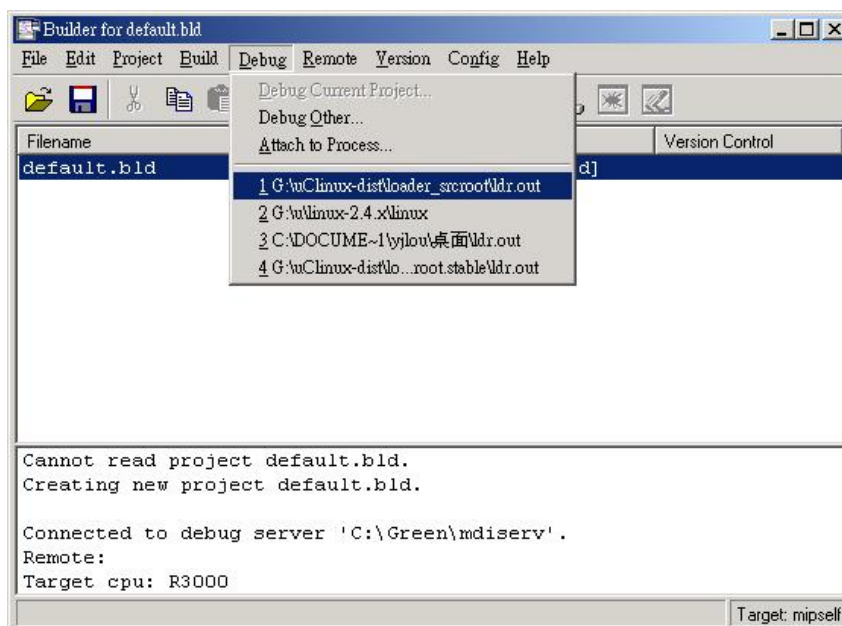 Builder for default.bld
File Edit Project Build Debug Remote Version Config Help
Debug Current Project...
Debug Other...
Attach to Process...
Filename Version Control
default.bld d]
1 G:\uClinux-dist\loader_srcroot\ldr.out
2 G:\u\linux-2.4.x\linux
3 C:\DOCUME~1\yjlou\桌面\ldr.out
4 G:\uClinux-dist\lo...root.stable\ldr.out
Cannot read project default.bld.
Creating new project default.bld.
Connected to debug server 'C:\Green\mdiserv'.
Remote:
Target cpu: R3000
Target: mipself